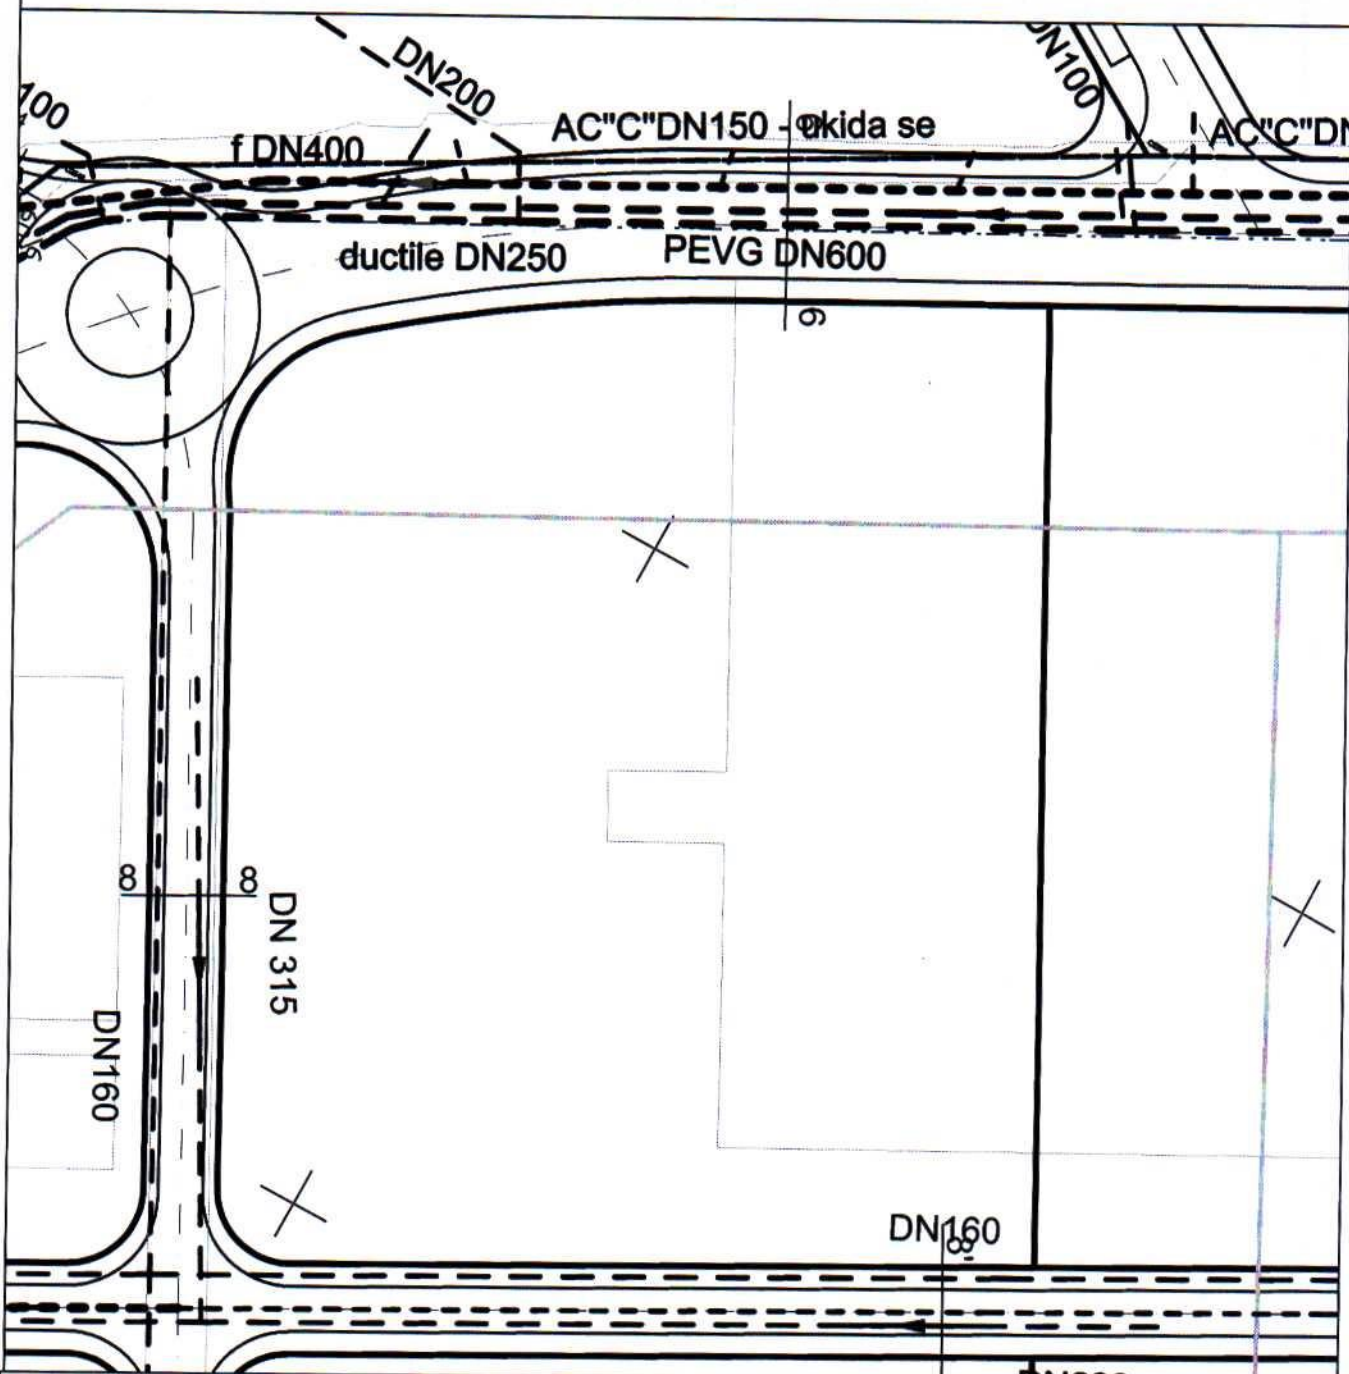 DN200
DN100
100
f DN400
AC"C"DN150 - ukida se
AC"C"DN
ductile DN250
PEVG DN600
8
8
DN 315
DN160
DN160